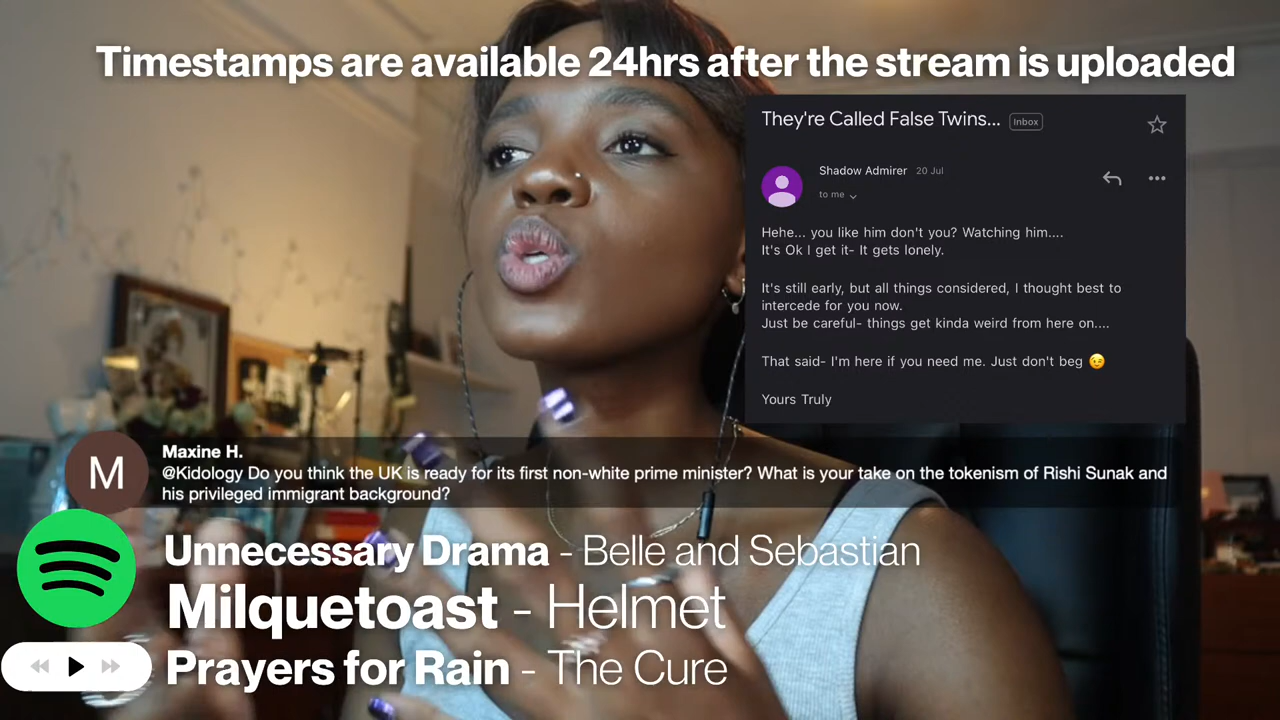 Timestamps are available 24hrs after the stream is uploaded
They're Called False Twins... Inbox
Shadow Admirer 20 Jul
to me
Hehe... you like him don't you? Watching him....
It's Ok I get it- It gets lonely.
It's still early, but all things considered, I thought best to
intercede for you now.
Just be careful- things get kinda weird from here on....
That said- I'm here if you need me. Just don't beg 😉
Yours Truly
M
Maxine H.
@Kidology Do you think the UK is ready for its first non-white prime minister? What is your take on the tokenism of Rishi Sunak and
his privileged immigrant background?
Unnecessary Drama - Belle and Sebastian
Milquetoast - Helmet
Prayers for Rain - The Cure